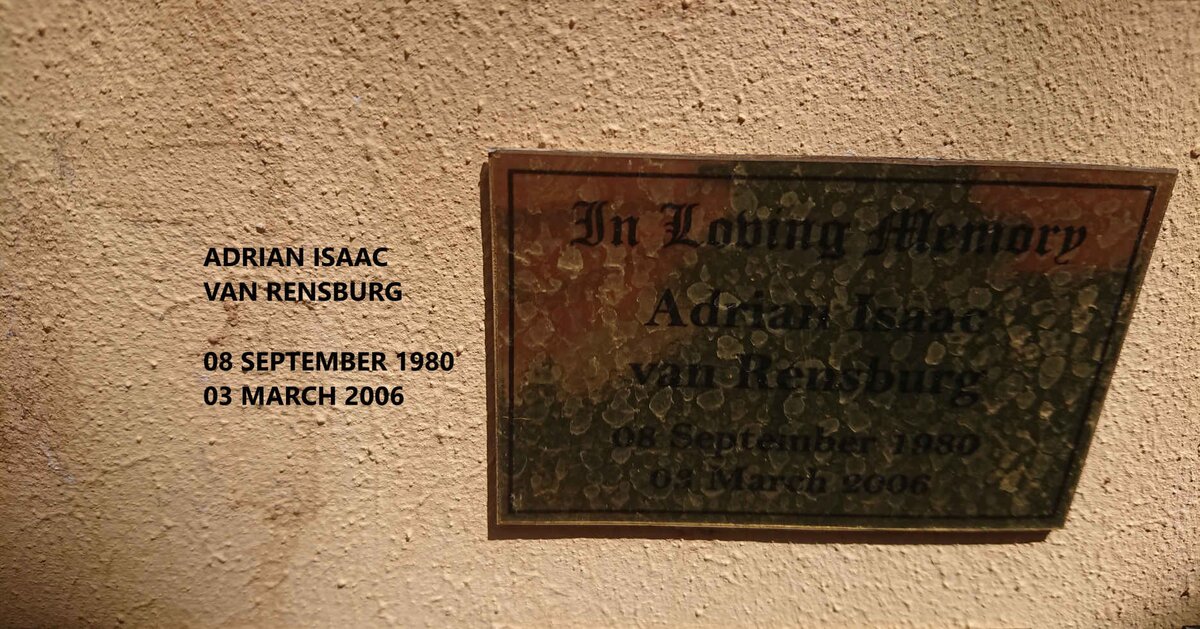 ADRIAN ISAAC
VAN RENSBURG
08 SEPTEMBER 1980
03 MARCH 2006
In Loving Memory
Adrian Isaac
van Rensburg
08 September 1980
03 March 2006